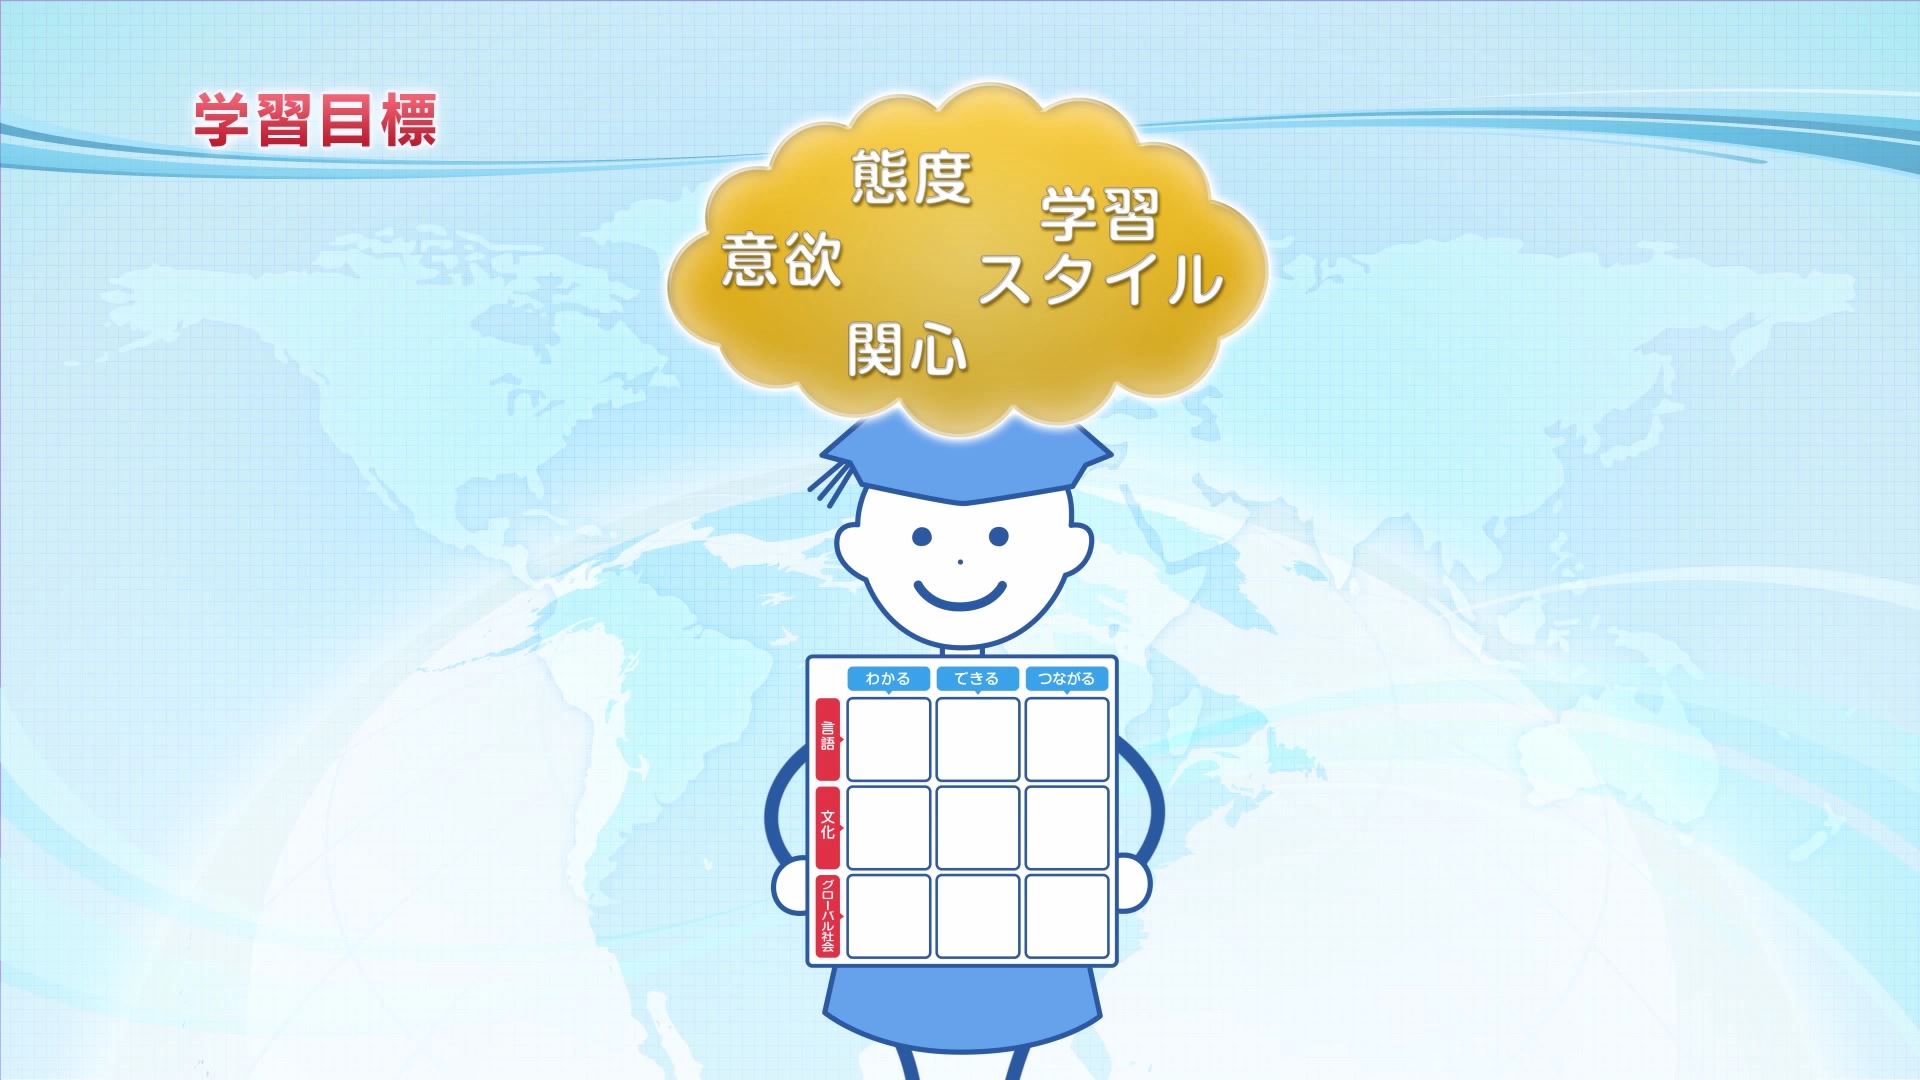 学習目標
態度
学習
スタイル
意欲
関心
わかる できる つながる
言語
文化
グローバル社会